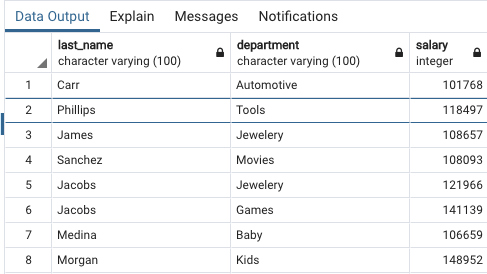 Data Output Explain Messages Notifications
last_name department salary
character varying (100) character varying (100) integer
1 Carr Automotive 101768
2 Phillips Tools 118497
3 James Jewelery 108657
4 Sanchez Movies 108093
5 Jacobs Jewelery 121966
6 Jacobs Games 141139
7 Medina Baby 106659
8 Morgan Kids 148952